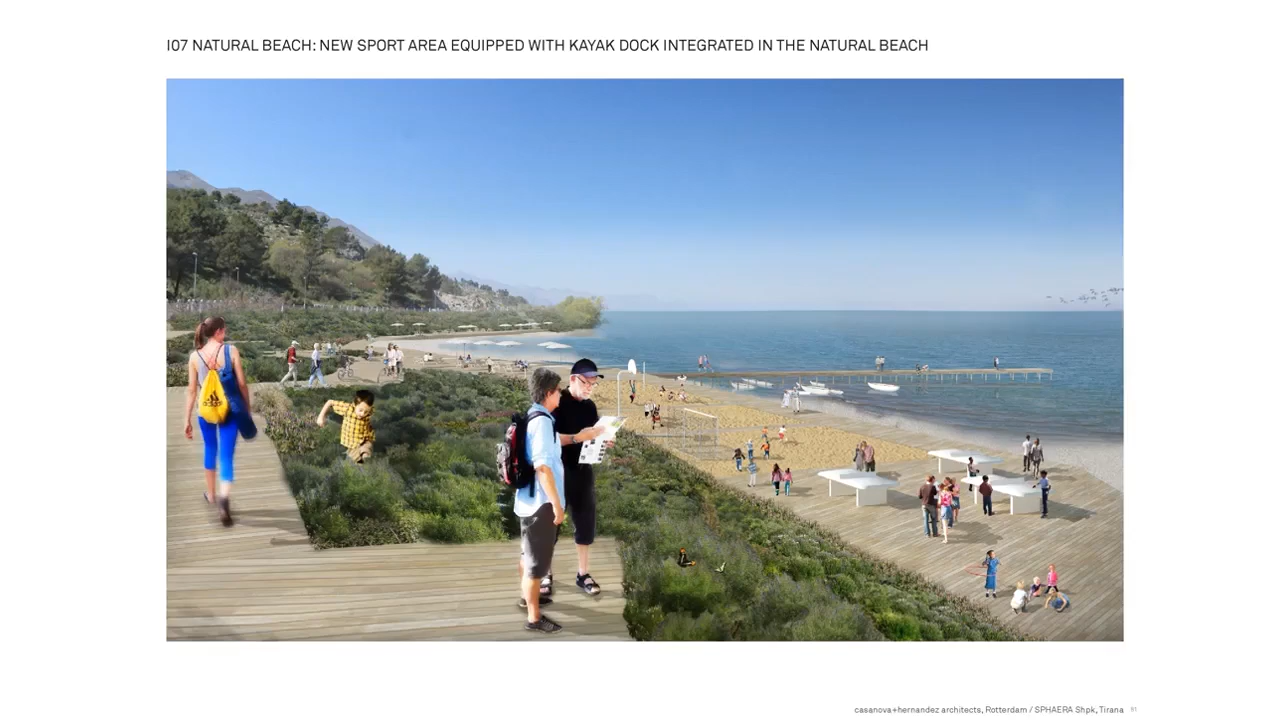 I07 NATURAL BEACH: NEW SPORT AREA EQUIPPED WITH KAYAK DOCK INTEGRATED IN THE NATURAL BEACH
casanova+hernandez architects, Rotterdam / SPHAERA Shpk, Tirana